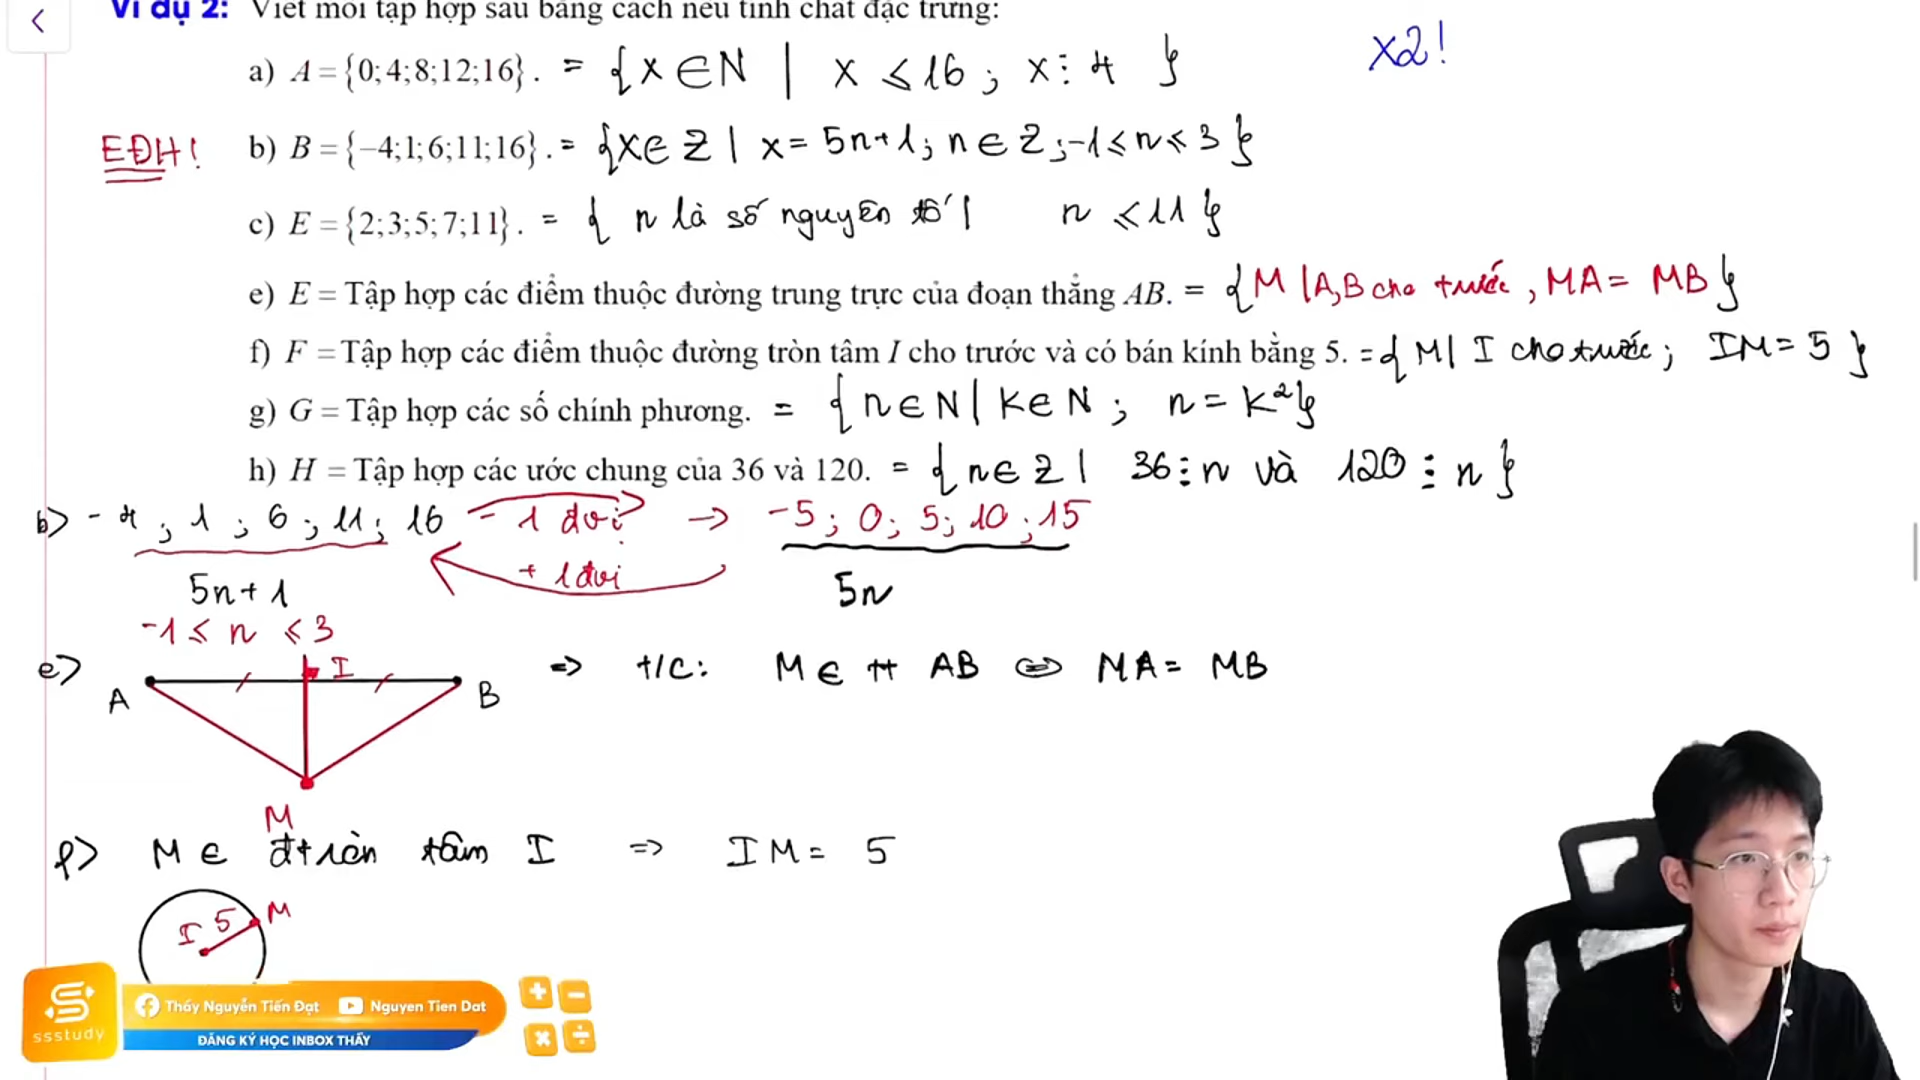 Ví dụ 2: Viết mỗi tập hợp sau bằng cách nêu tính chất đặc trưng:
x2!
a) A = {0;4;8;12;16}. = {x ∈ N | x ≤ 16 ; x ⋮ 4 }
EĐH!
b) B = {−4;1;6;11;16}. = {x ∈ Z | x = 5n+1; n ∈ Z ; -1 ≤ n ≤ 3 }
c) E = {2;3;5;7;11}. = { n là số nguyên tố | n ≤ 11 }
e) E = Tập hợp các điểm thuộc đường trung trực của đoạn thẳng AB. = {M | A,B cho trước , MA = MB }
f) F = Tập hợp các điểm thuộc đường tròn tâm I cho trước và có bán kính bằng 5. = { M | I cho trước ; IM = 5 }
g) G = Tập hợp các số chính phương. = { n ∈ N | k ∈ N ; n = k² }
h) H = Tập hợp các ước chung của 36 và 120. = { n ∈ Z | 36 ⋮ n và 120 ⋮ n }
b> - 4 ; 1 ; 6 ; 11 ; 16 - 1 đvi → -5 ; 0 ; 5 ; 10 ; 15
+ 1 đvi
5n + 1
5n
-1 ≤ n ≤ 3
e> A I B M
⇒ t/c: M ∈ tt AB ⇔ MA = MB
f> M ∈ đtròn tâm I ⇒ IM = 5
I 5 M
ssstudy
Thầy Nguyễn Tiến Đạt Nguyen Tien Dat
ĐĂNG KÝ HỌC INBOX THẦY